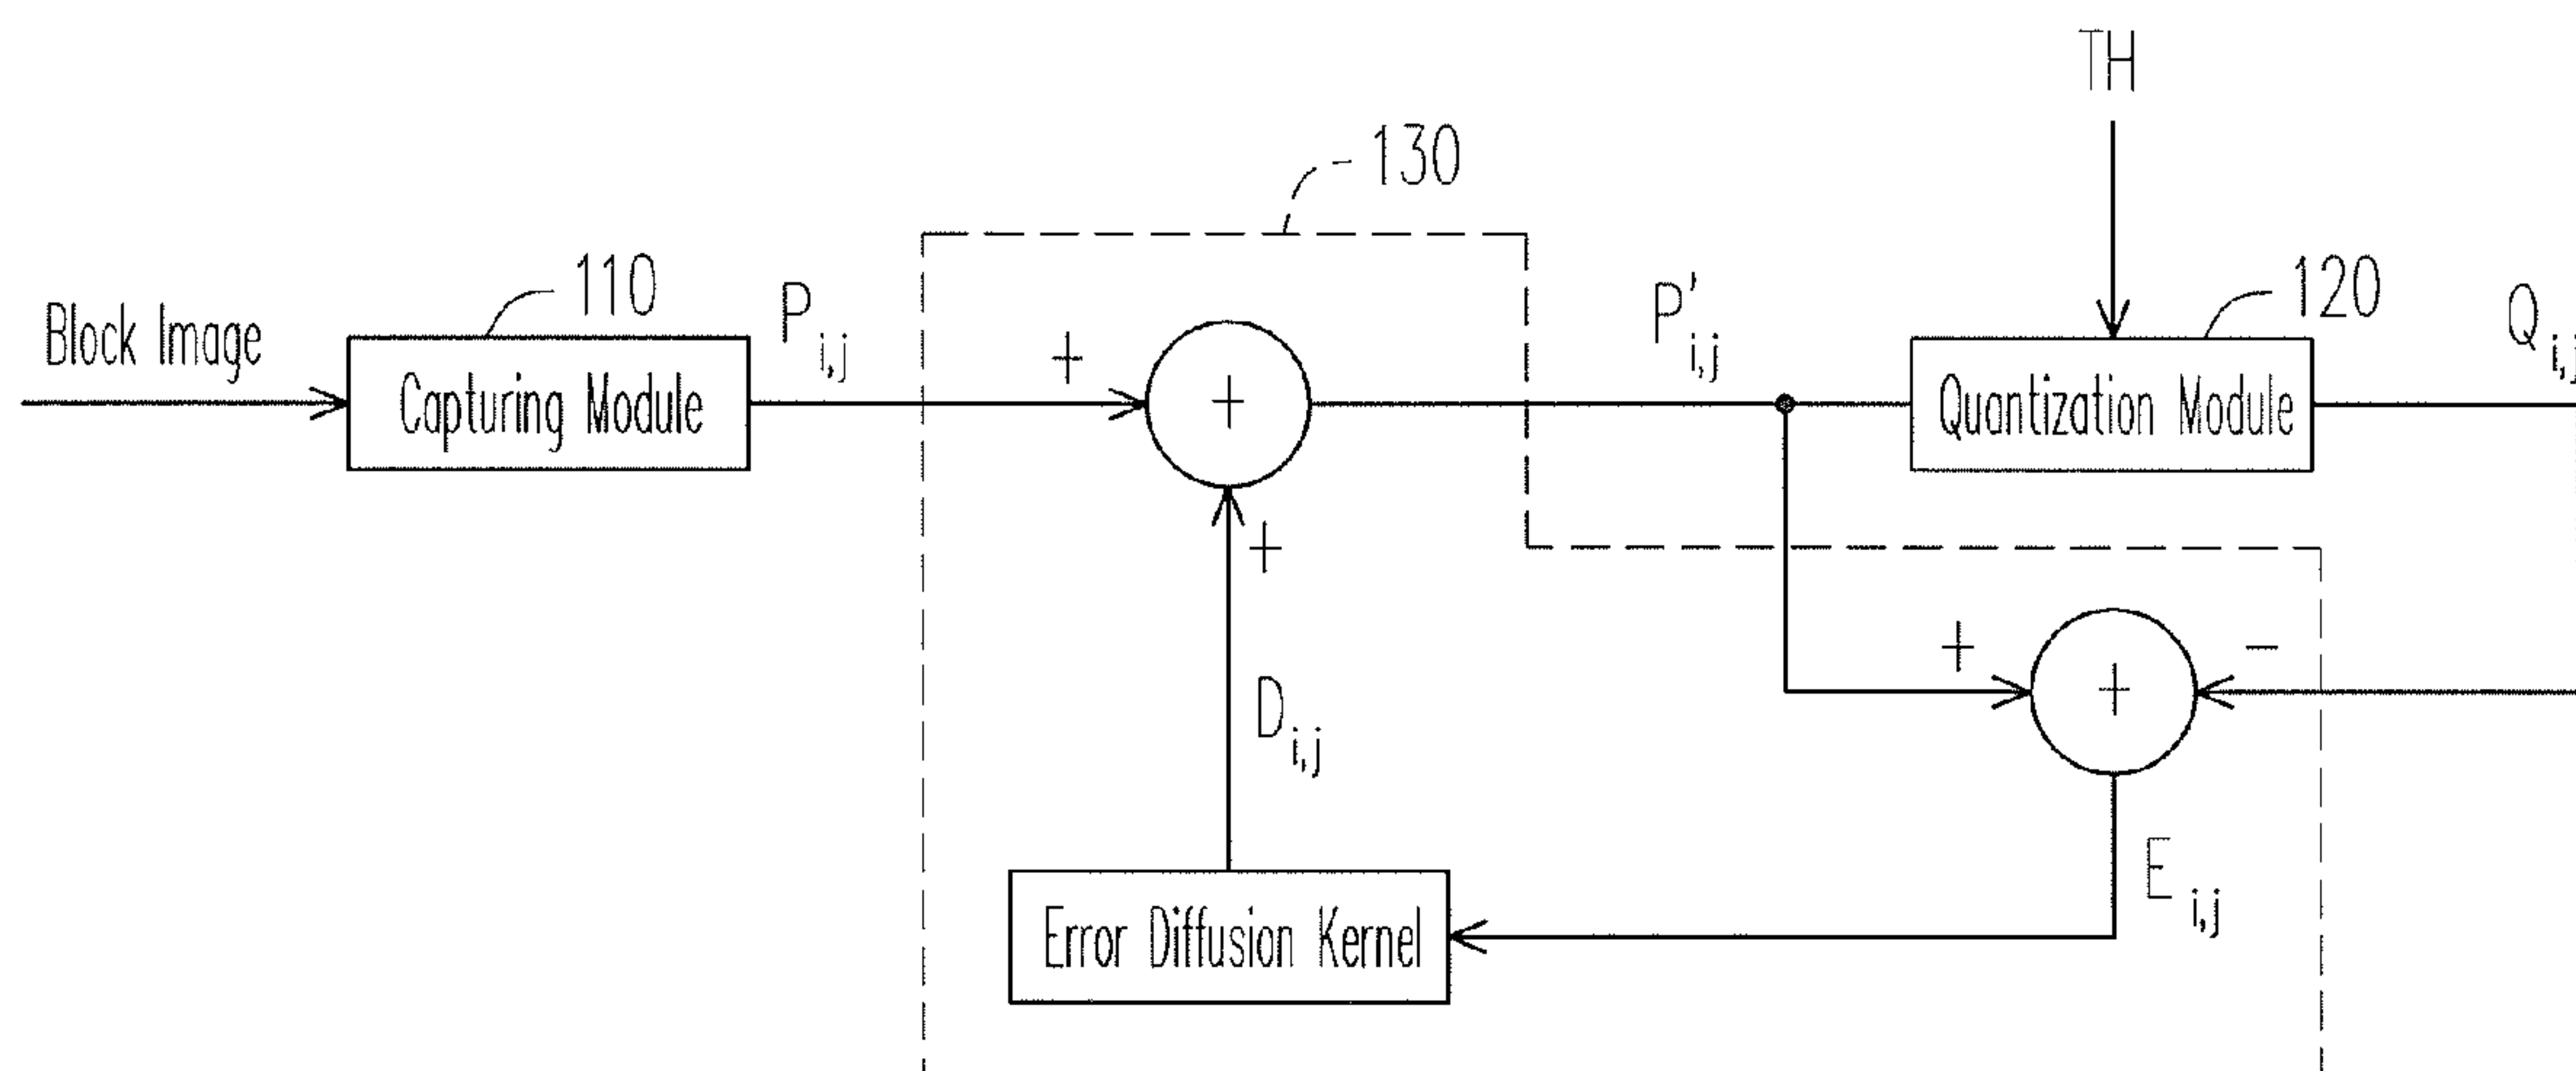 TH
130
110
120
Block Image
P i,j
P' i,j
Q i,j
+
Capturing Module
+
Quantization Module
+
+
-
+
D i,j
E i,j
Error Diffusion Kernel